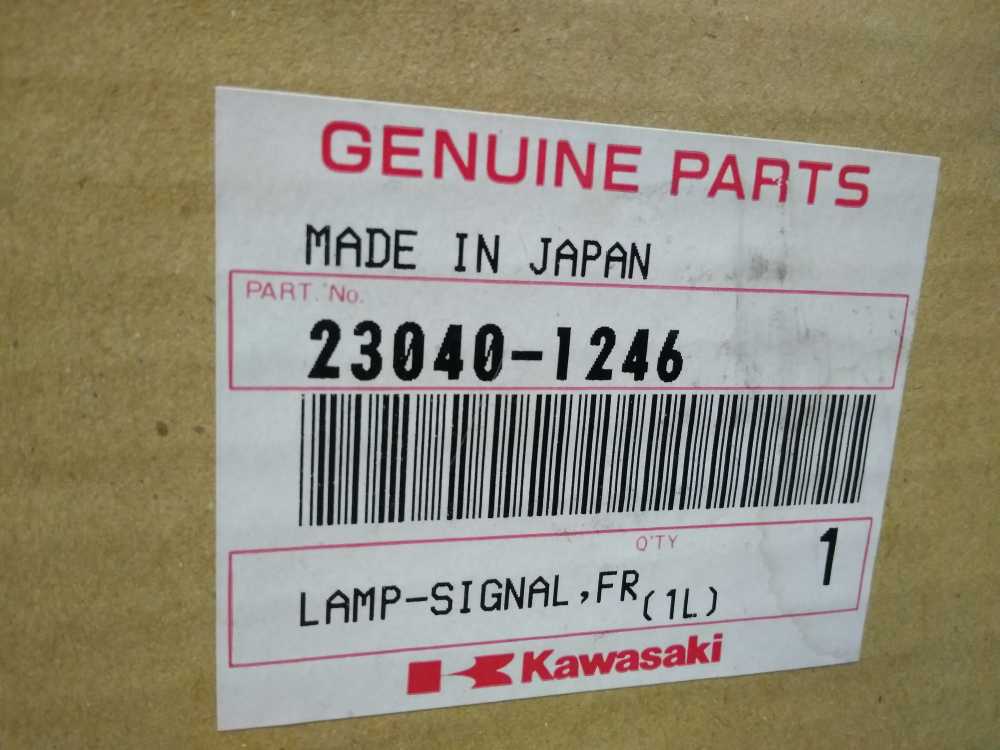 GENUINE PARTS
MADE IN JAPAN
PART. No.
23040-1246
Q'TY 1
LAMP-SIGNAL,FR(1L)
Kawasaki